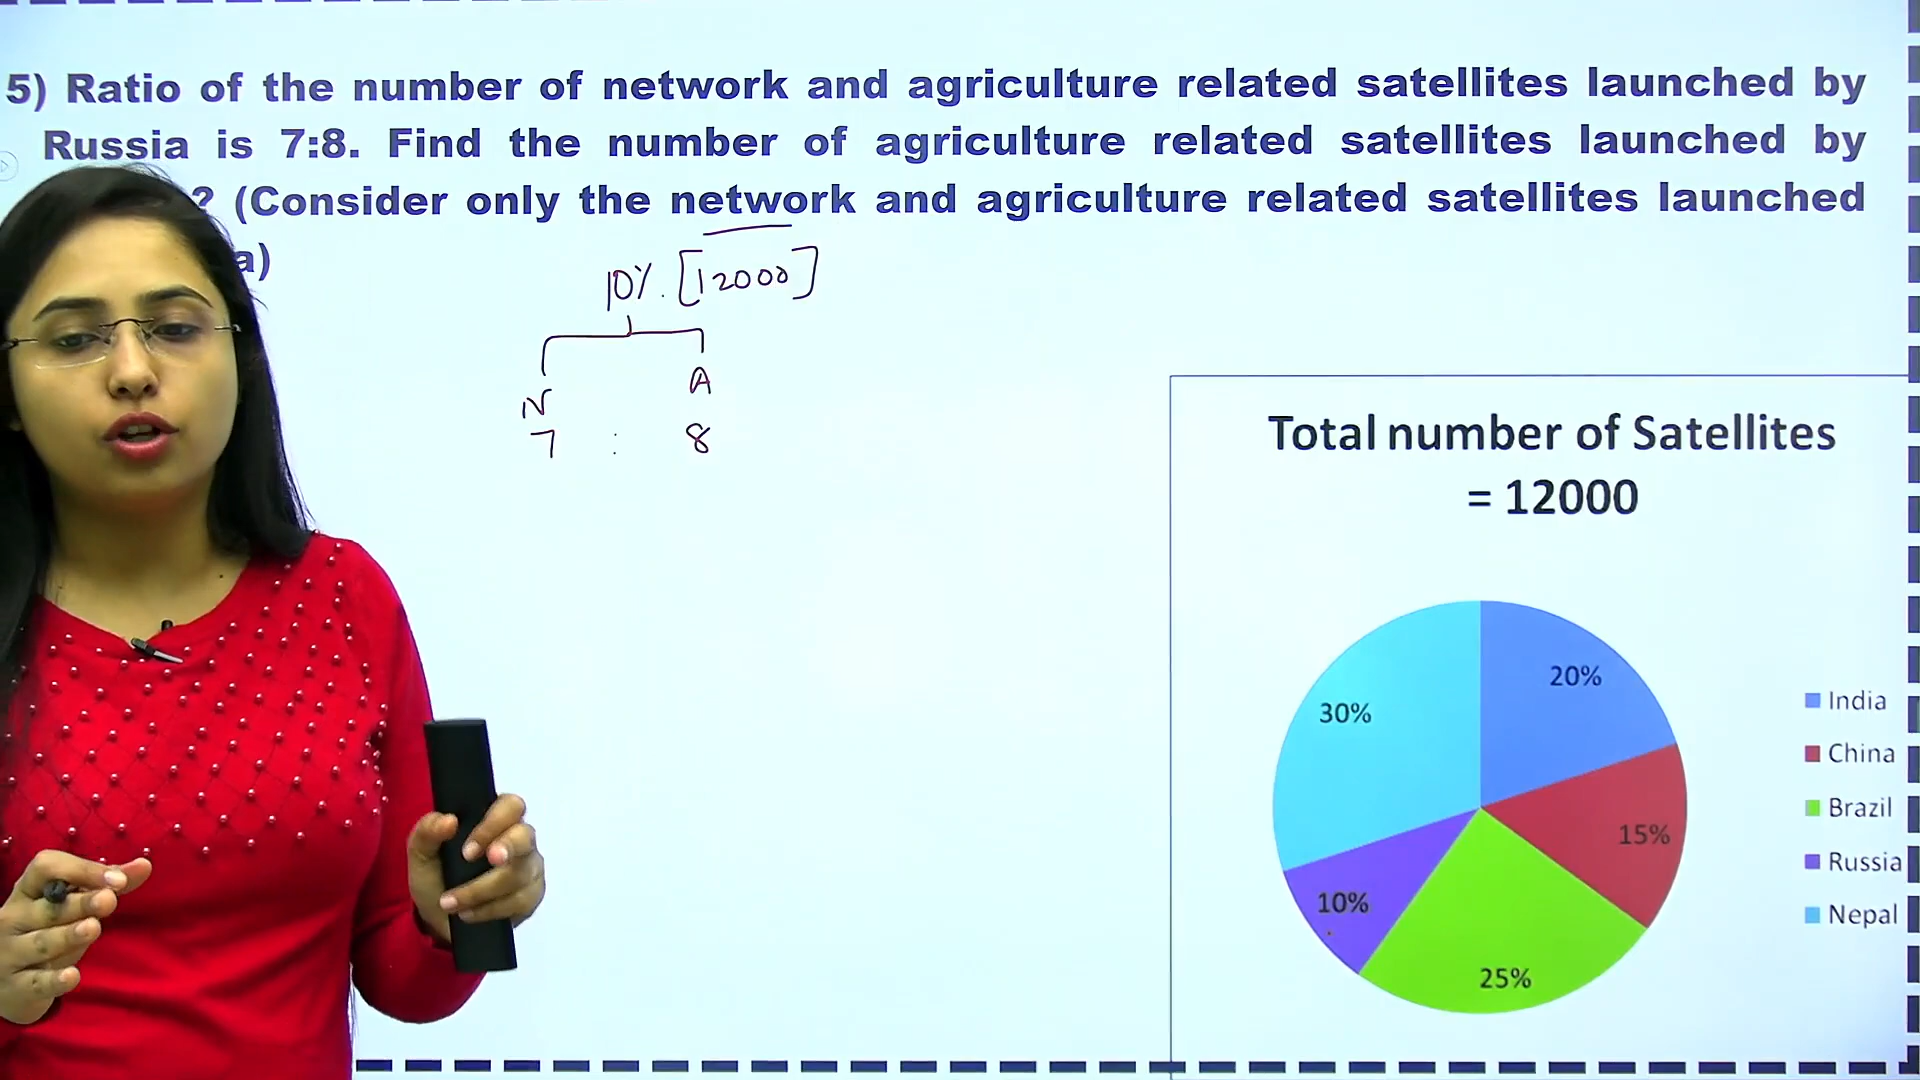 5) Ratio of the number of network and agriculture related satellites launched by
Russia is 7:8. Find the number of agriculture related satellites launched by
? (Consider only the network and agriculture related satellites launched
a)
10%. [12000]
N A
7 : 8
Total number of Satellites
= 12000
20%
15%
25%
10%
30%
India
China
Brazil
Russia
Nepal